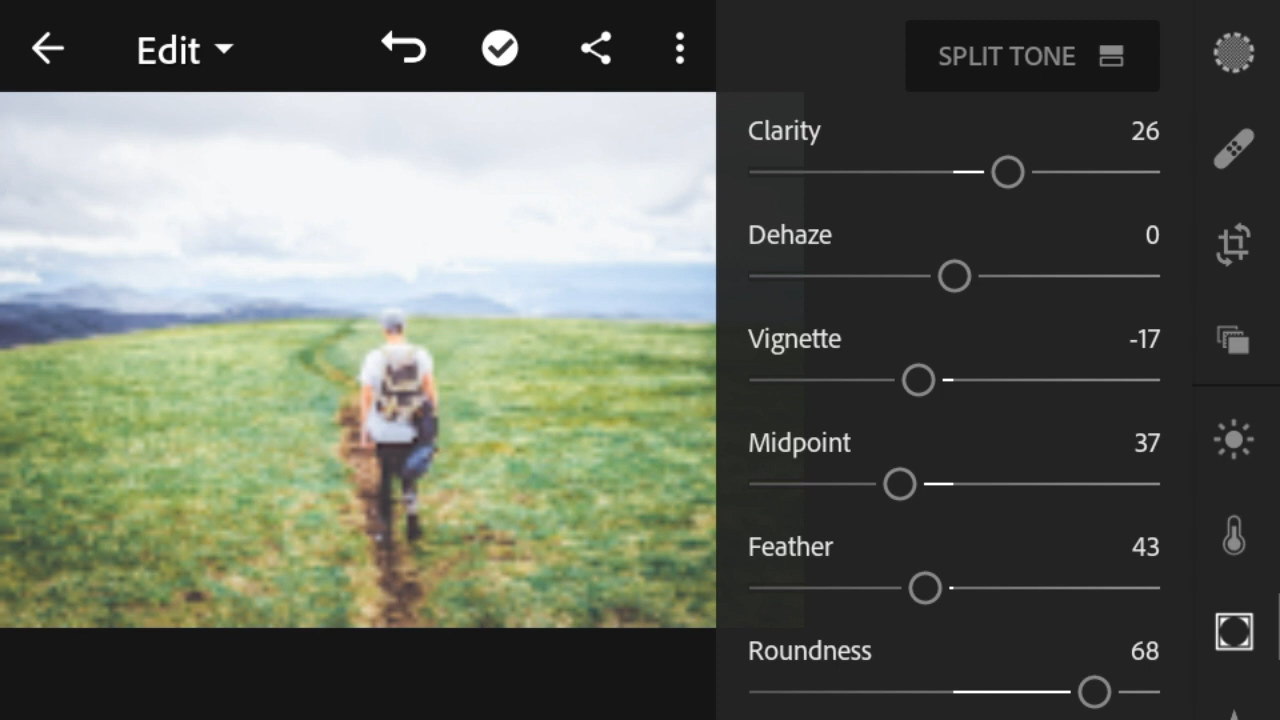 Edit
SPLIT TONE
Clarity 26
Dehaze 0
Vignette -17
Midpoint 37
Feather 43
Roundness 68